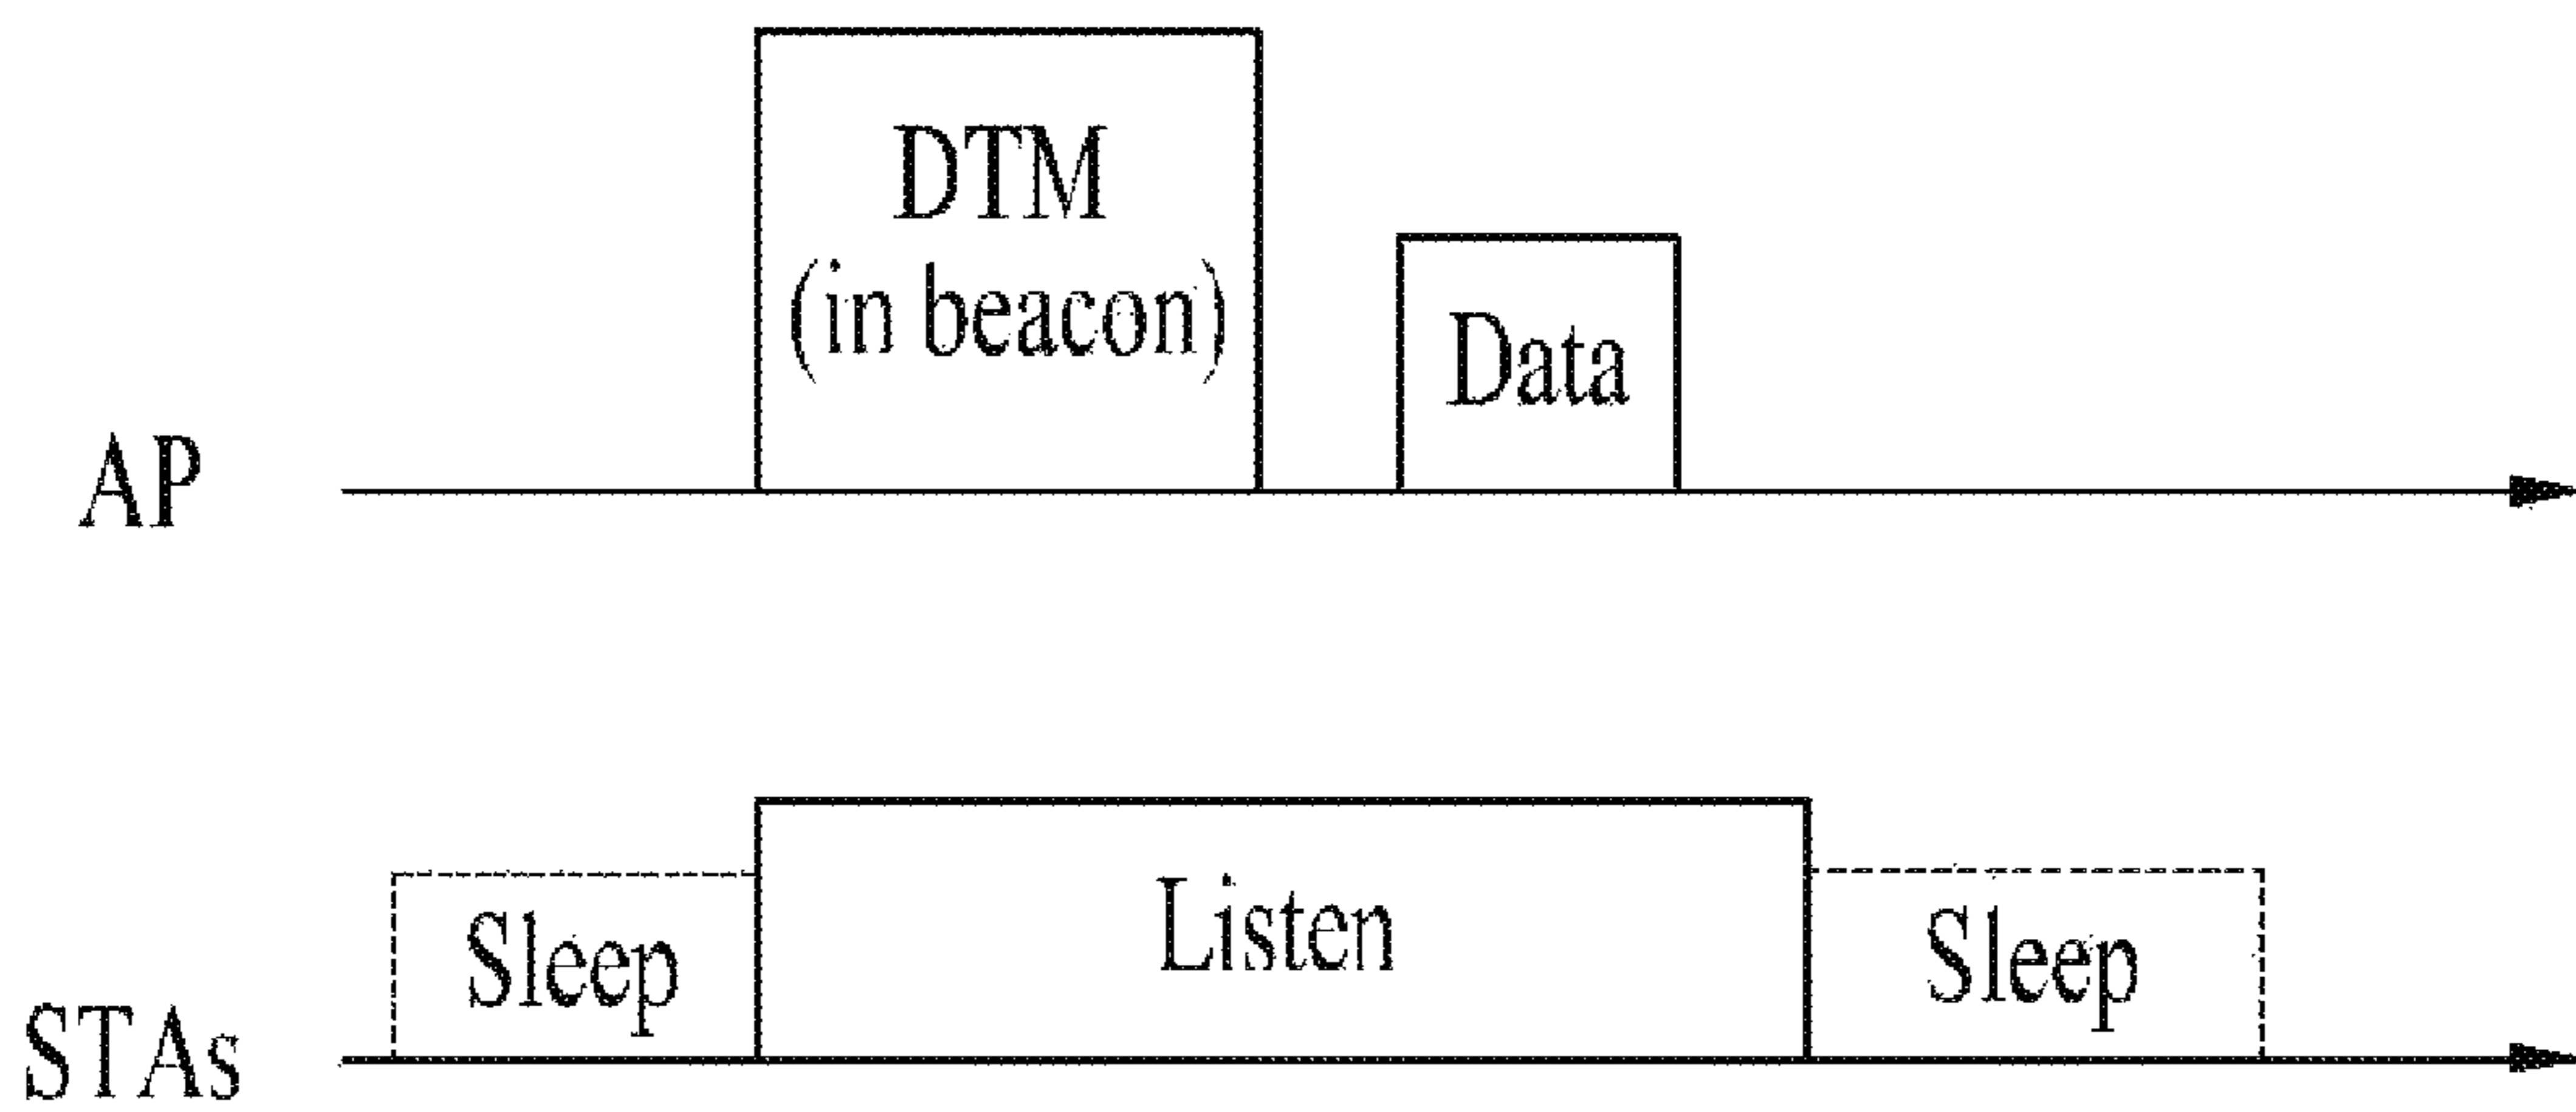 DTM
(in beacon)
Data
AP
Listen
Sleep
Sleep
STAs